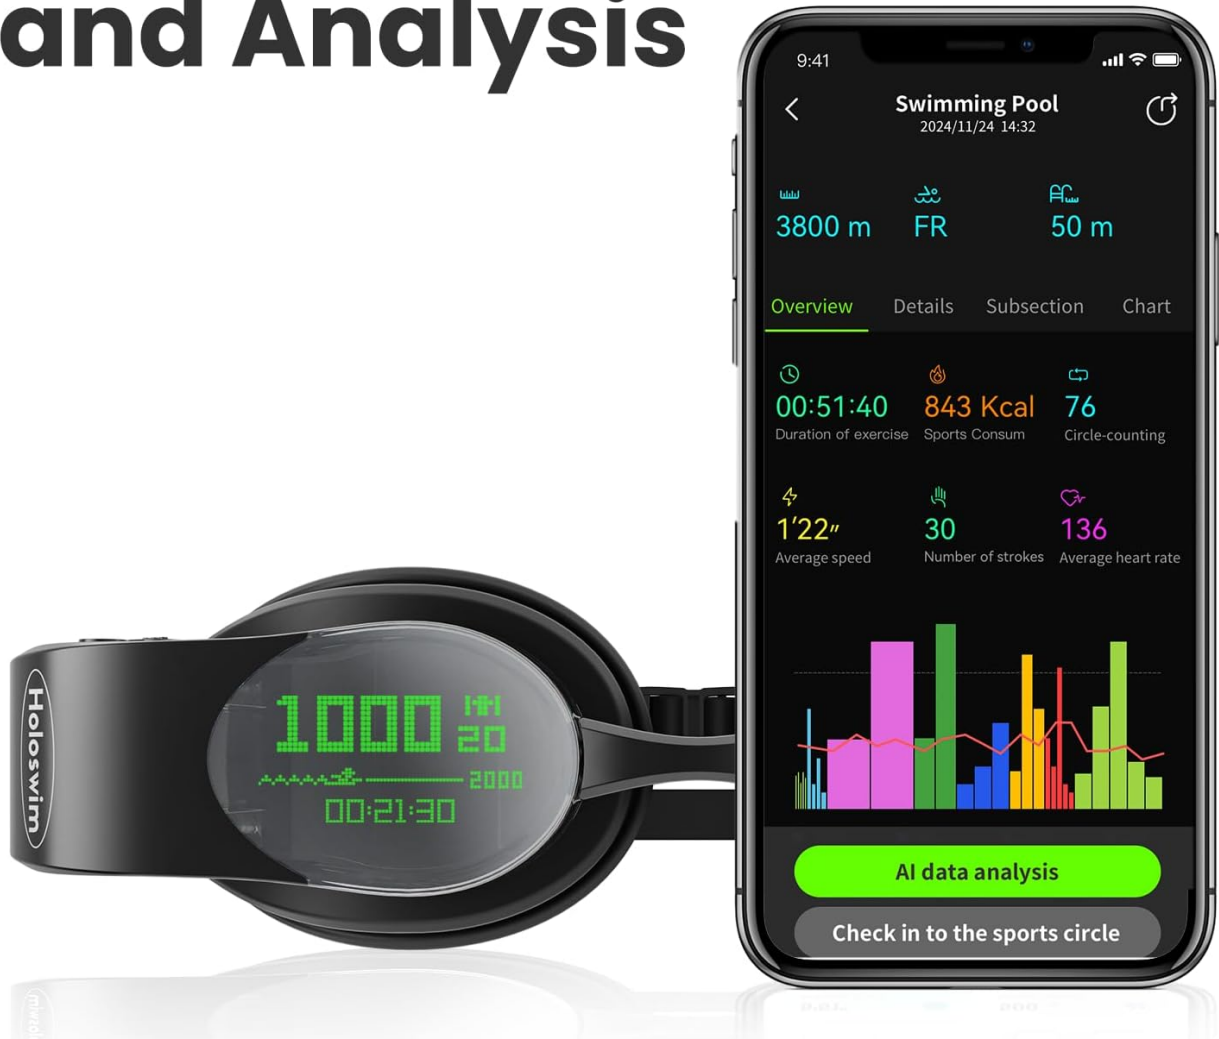 and Analysis
9:41
Swimming Pool
2024/11/24 14:32
3800 m FR 50 m
Overview Details Subsection Chart
00:51:40 843 Kcal 76
Duration of exercise Sports Consum Circle-counting
1'22″ 30 136
Average speed Number of strokes Average heart rate
AI data analysis
Check in to the sports circle
Holoswim
1000
20
2000
00:21:30